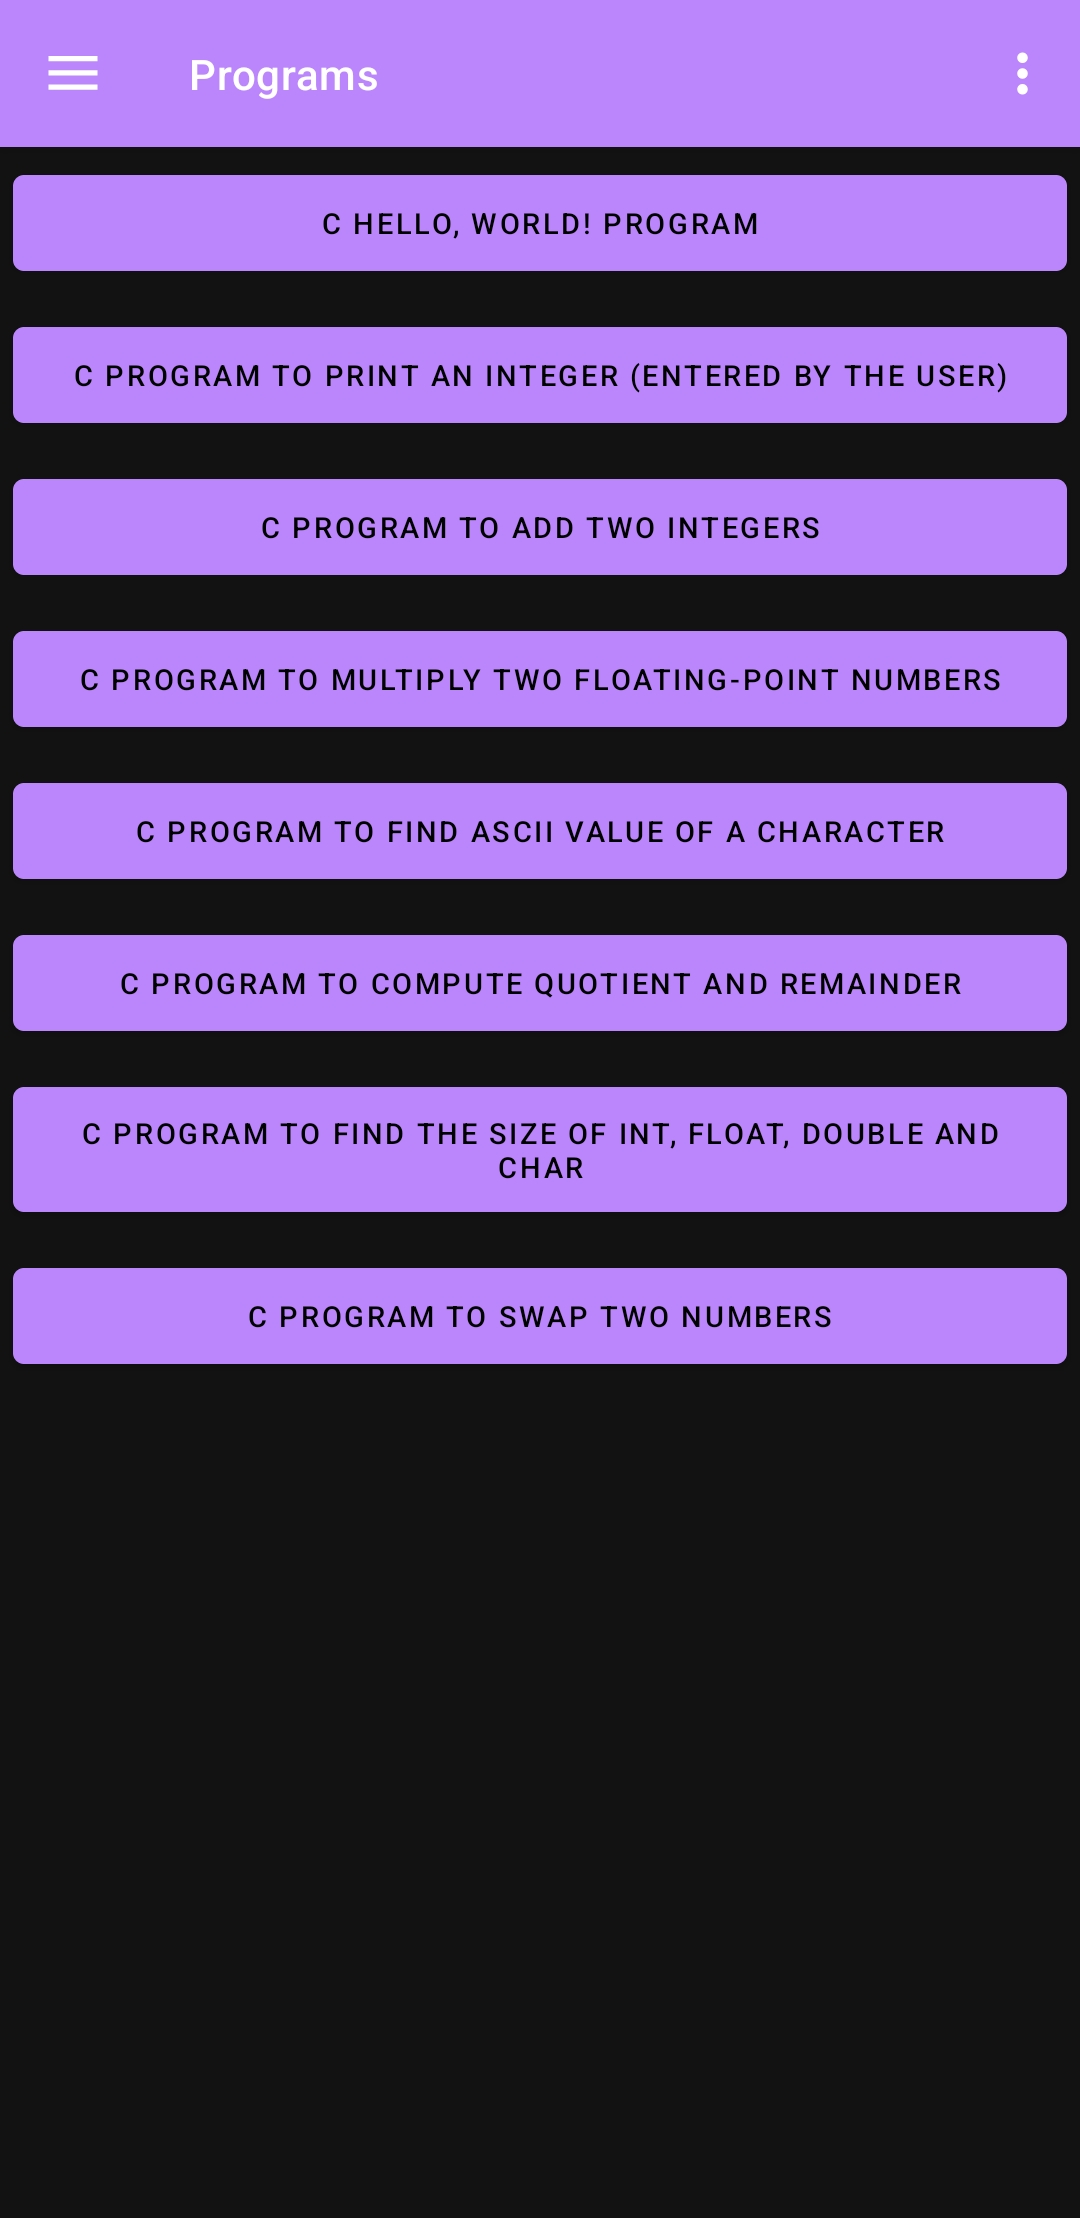 Programs
C HELLO, WORLD! PROGRAM
C PROGRAM TO PRINT AN INTEGER (ENTERED BY THE USER)
C PROGRAM TO ADD TWO INTEGERS
C PROGRAM TO MULTIPLY TWO FLOATING-POINT NUMBERS
C PROGRAM TO FIND ASCII VALUE OF A CHARACTER
C PROGRAM TO COMPUTE QUOTIENT AND REMAINDER
C PROGRAM TO FIND THE SIZE OF INT, FLOAT, DOUBLE AND
CHAR
C PROGRAM TO SWAP TWO NUMBERS